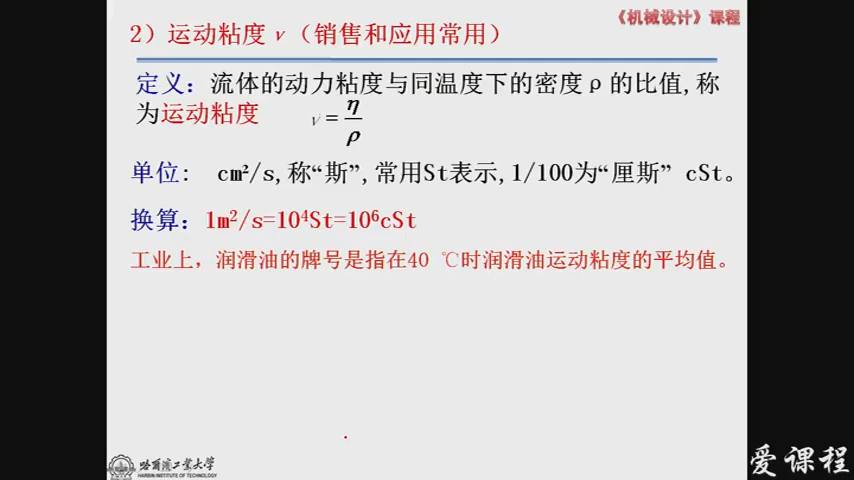 《机械设计》课程
2）运动粘度ν（销售和应用常用）
定义：流体的动力粘度与同温度下的密度ρ的比值,称
为运动粘度 ν=η/ρ
单位： cm²/s,称“斯”,常用St表示,1/100为“厘斯” cSt。
换算：1m²/s=10⁴St=10⁶cSt
工业上，润滑油的牌号是指在40 ℃时润滑油运动粘度的平均值。
哈尔滨工业大学
HARBIN INSTITUTE OF TECHNOLOGY
爱课程